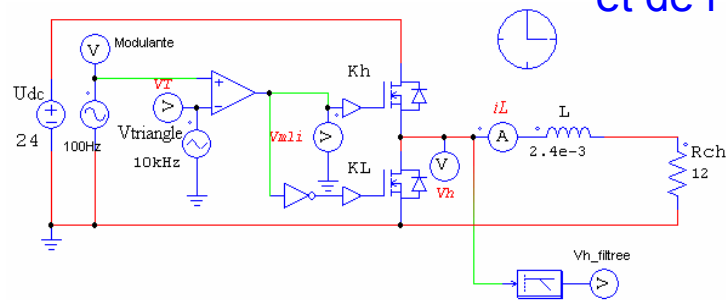 et de l
Modulante
V
Udc
24
100Hz
VT
V
Vtriangle
10kHz
+
-
Vmli
V
Kh
KL
V
Vh
iL
A
L
2.4e-3
Rch
12
Vh_filtree
V